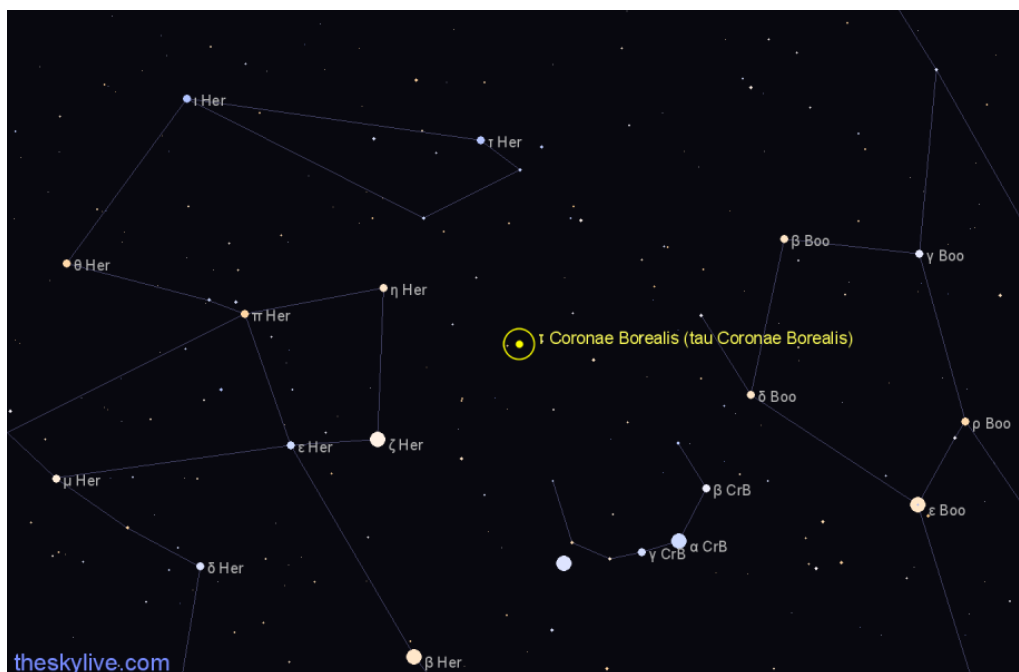 ι Her
τ Her
β Boo
γ Boo
θ Her
η Her
π Her
τ Coronae Borealis (tau Coronae Borealis)
δ Boo
ρ Boo
ε Her
ζ Her
μ Her
β CrB
ε Boo
α CrB
γ CrB
δ Her
β Her
theskylive.com